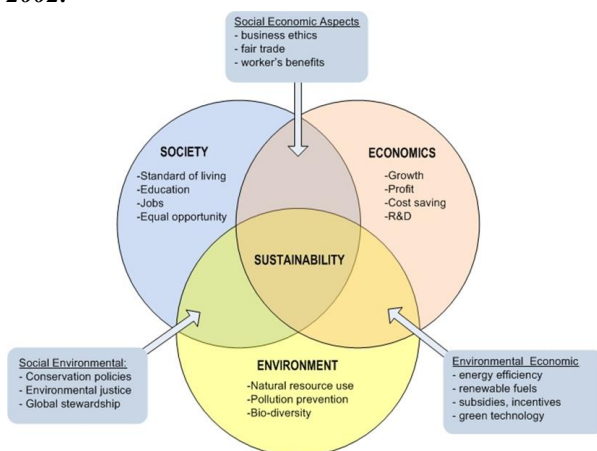 2002.
Social Economic Aspects
- business ethics
- fair trade
- worker's benefits
SOCIETY
-Standard of living
-Education
-Jobs
-Equal opportunity
ECONOMICS
-Growth
-Profit
-Cost saving
-R&D
SUSTAINABILITY
Social Environmental:
- Conservation policies
- Environmental justice
- Global stewardship
ENVIRONMENT
-Natural resource use
-Pollution prevention
-Bio-diversity
Environmental Economic
- energy efficiency
- renewable fuels
- subsidies, incentives
- green technology